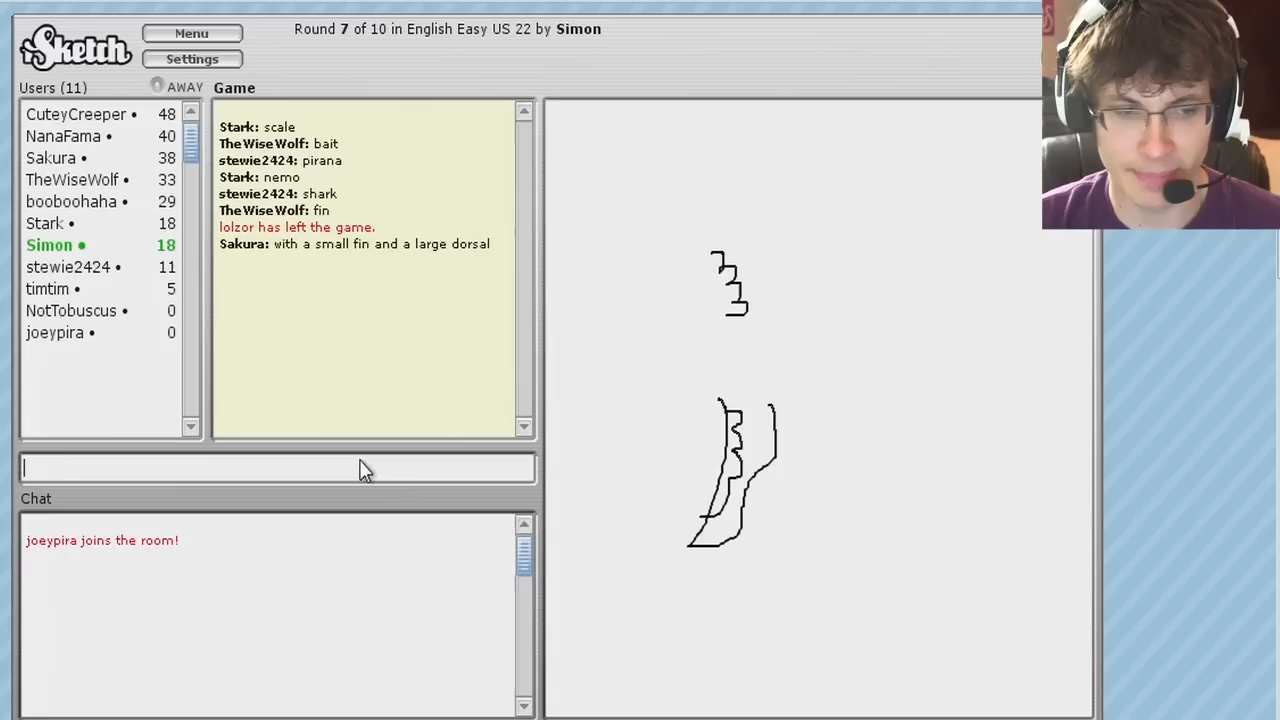 iSketch
Menu
Settings
Round 7 of 10 in English Easy US 22 by Simon
Users (11)
AWAY
Game
CuteyCreeper • 48
NanaFama • 40
Sakura • 38
TheWiseWolf • 33
booboohaha • 29
Stark • 18
Simon • 18
stewie2424 • 11
timtim • 5
NotTobuscus • 0
joeypira • 0
Stark: scale
TheWiseWolf: bait
stewie2424: pirana
Stark: nemo
stewie2424: shark
TheWiseWolf: fin
lolzor has left the game.
Sakura: with a small fin and a large dorsal
Chat
joeypira joins the room!